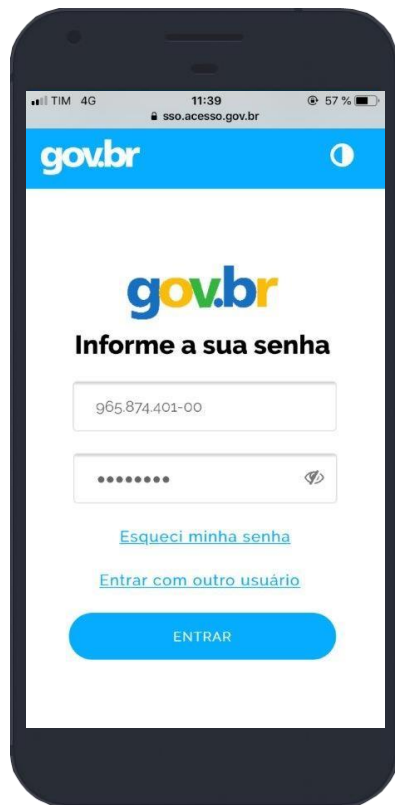 TIM 4G 11:39 57 %
sso.acesso.gov.br
gov.br
gov.br
Informe a sua senha
965.874.401-00
••••••••
Esqueci minha senha
Entrar com outro usuário
ENTRAR